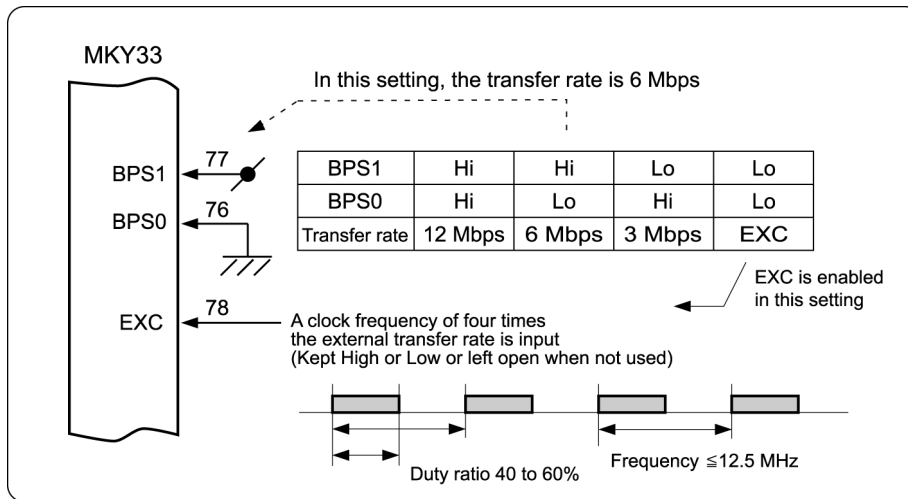 MKY33
In this setting, the transfer rate is 6 Mbps
BPS1 77
BPS0 76
EXC 78
BPS1 Hi Hi Lo Lo
BPS0 Hi Lo Hi Lo
Transfer rate 12 Mbps 6 Mbps 3 Mbps EXC
EXC is enabled
in this setting
A clock frequency of four times
the external transfer rate is input
(Kept High or Low or left open when not used)
Duty ratio 40 to 60%
Frequency ≦12.5 MHz